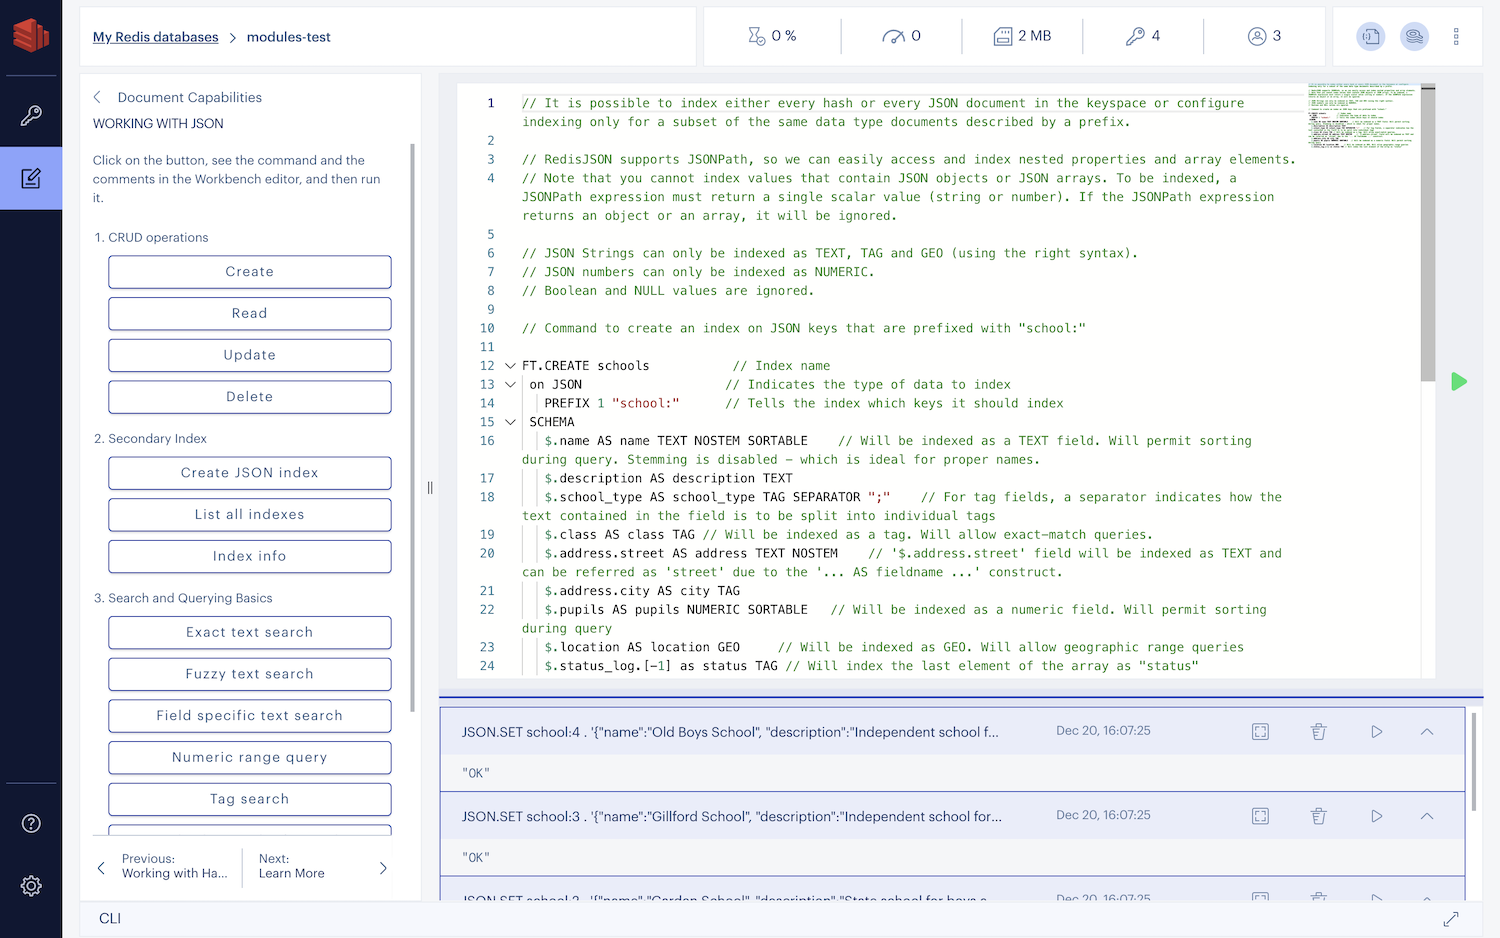 My Redis databases > modules-test
0 %
0
2 MB
4
3
Document Capabilities
WORKING WITH JSON
Click on the button, see the command and the
comments in the Workbench editor, and then run
it.
1. CRUD operations
Create
Read
Update
Delete
2. Secondary Index
Create JSON index
List all indexes
Index info
3. Search and Querying Basics
Exact text search
Fuzzy text search
Field specific text search
Numeric range query
Tag search
Previous:
Working with Ha...
Next:
Learn More
1 // It is possible to index either every hash or every JSON document in the keyspace or configure
indexing only for a subset of the same data type documents described by a prefix.
2
3 // RedisJSON supports JSONPath, so we can easily access and index nested properties and array elements.
4 // Note that you cannot index values that contain JSON objects or JSON arrays. To be indexed, a
JSONPath expression must return a single scalar value (string or number). If the JSONPath expression
returns an object or an array, it will be ignored.
5
6 // JSON Strings can only be indexed as TEXT, TAG and GEO (using the right syntax).
7 // JSON numbers can only be indexed as NUMERIC.
8 // Boolean and NULL values are ignored.
9
10 // Command to create an index on JSON keys that are prefixed with "school:"
11
12 FT.CREATE schools // Index name
13 on JSON // Indicates the type of data to index
14 PREFIX 1 "school:" // Tells the index which keys it should index
15 SCHEMA
16 $.name AS name TEXT NOSTEM SORTABLE // Will be indexed as a TEXT field. Will permit sorting
during query. Stemming is disabled - which is ideal for proper names.
17 $.description AS description TEXT
18 $.school_type AS school_type TAG SEPARATOR ";" // For tag fields, a separator indicates how the
text contained in the field is to be split into individual tags
19 $.class AS class TAG // Will be indexed as a tag. Will allow exact-match queries.
20 $.address.street AS address TEXT NOSTEM // '$.address.street' field will be indexed as TEXT and
can be referred as 'street' due to the '... AS fieldname ...' construct.
21 $.address.city AS city TAG
22 $.pupils AS pupils NUMERIC SORTABLE // Will be indexed as a numeric field. Will permit sorting
during query
23 $.location AS location GEO // Will be indexed as GEO. Will allow geographic range queries
24 $.status_log.[-1] as status TAG // Will index the last element of the array as "status"
JSON.SET school:4 . '{"name":"Old Boys School", "description":"Independent school f... Dec 20, 16:07:25
"OK"
JSON.SET school:3 . '{"name":"Gillford School", "description":"Independent school for... Dec 20, 16:07:25
"OK"
JSON.SET school:2 . '{"name":"Garden School", "description":"State school for boys a... Dec 20, 16:07:25
CLI